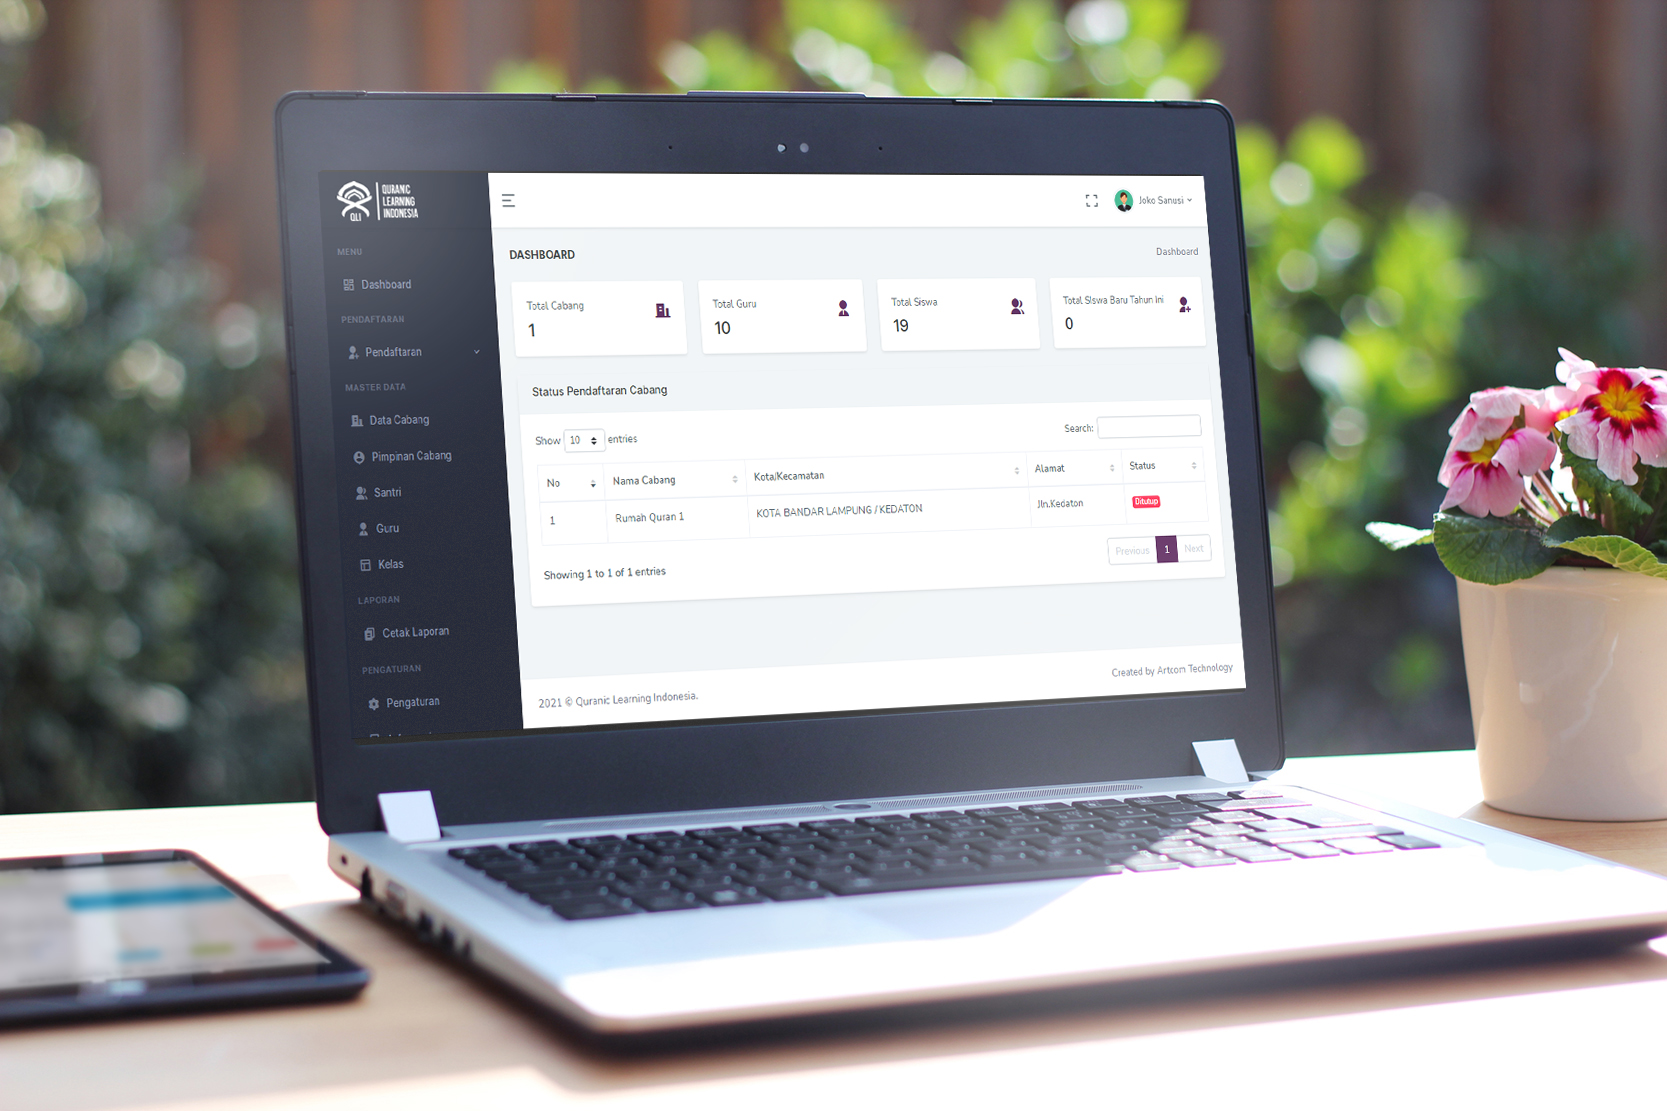 QURANIC
LEARNING
INDONESIA
QLI
Joko Sanusi
MENU
Dashboard
PENDAFTARAN
Pendaftaran
MASTER DATA
Data Cabang
Pimpinan Cabang
Santri
Guru
Kelas
LAPORAN
Cetak Laporan
PENGATURAN
Pengaturan
DASHBOARD
Dashboard
Total Cabang
1
Total Guru
10
Total Siswa
19
Total Siswa Baru Tahun Ini
0
Status Pendaftaran Cabang
Show 10 entries
Search:
No Nama Cabang Kota/Kecamatan Alamat Status
1 Rumah Quran 1 KOTA BANDAR LAMPUNG / KEDATON Jln.Kedaton Ditutup
Showing 1 to 1 of 1 entries
Previous 1 Next
2021 © Quranic Learning Indonesia.
Created by Artcom Technology